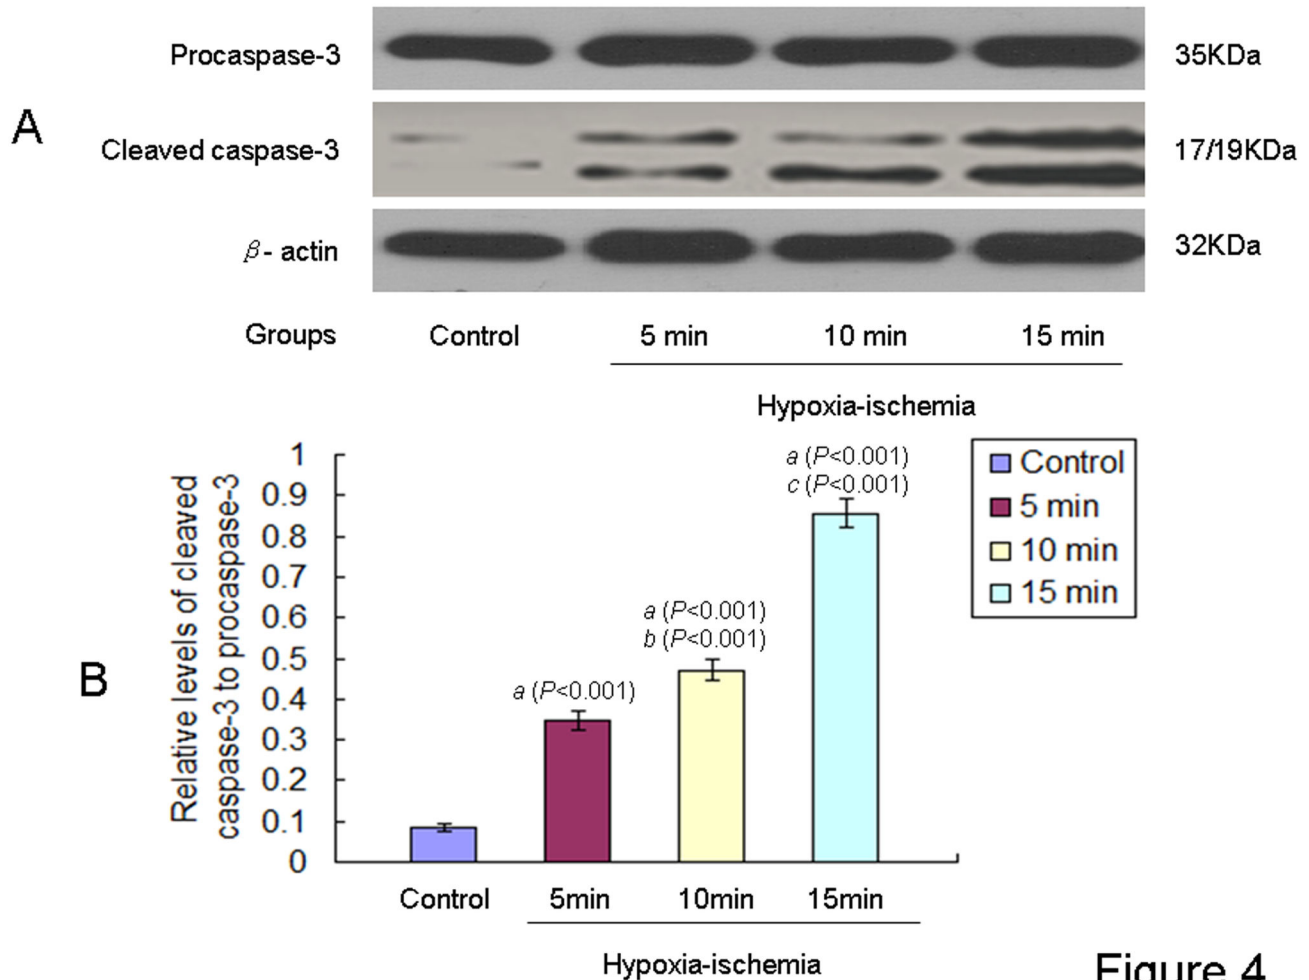 Procaspase-3
35KDa
A
Cleaved caspase-3
17/19KDa
β- actin
32KDa
Groups
Control
5 min
10 min
15 min
Hypoxia-ischemia
B
Relative levels of cleaved
caspase-3 to procaspase-3
1
0.9
0.8
0.7
0.6
0.5
0.4
0.3
0.2
0.1
0
a (P<0.001)
a (P<0.001)
b (P<0.001)
a (P<0.001)
c (P<0.001)
Control
5 min
10 min
15 min
Control
5min
10min
15min
Hypoxia-ischemia
Figure 4